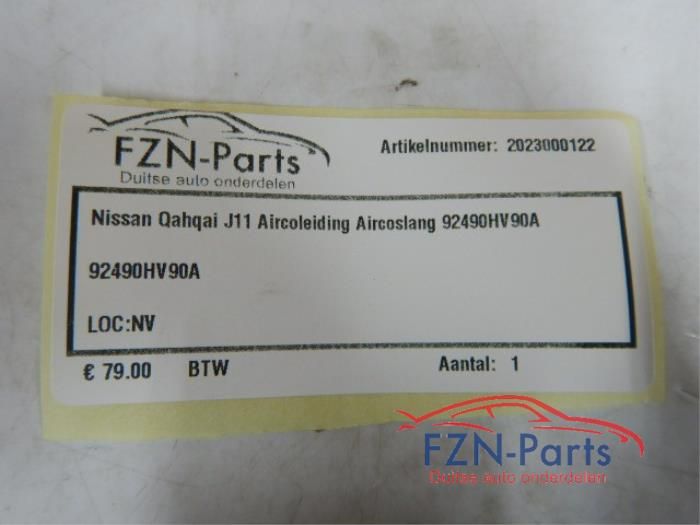 FZN-Parts
Duitse auto onderdelen
Artikelnummer: 2023000122
Nissan Qahqai J11 Aircoleiding Aircoslang 92490HV90A
92490HV90A
LOC:NV
€ 79.00 BTW Aantal: 1
FZN-Parts
Duitse auto onderdelen